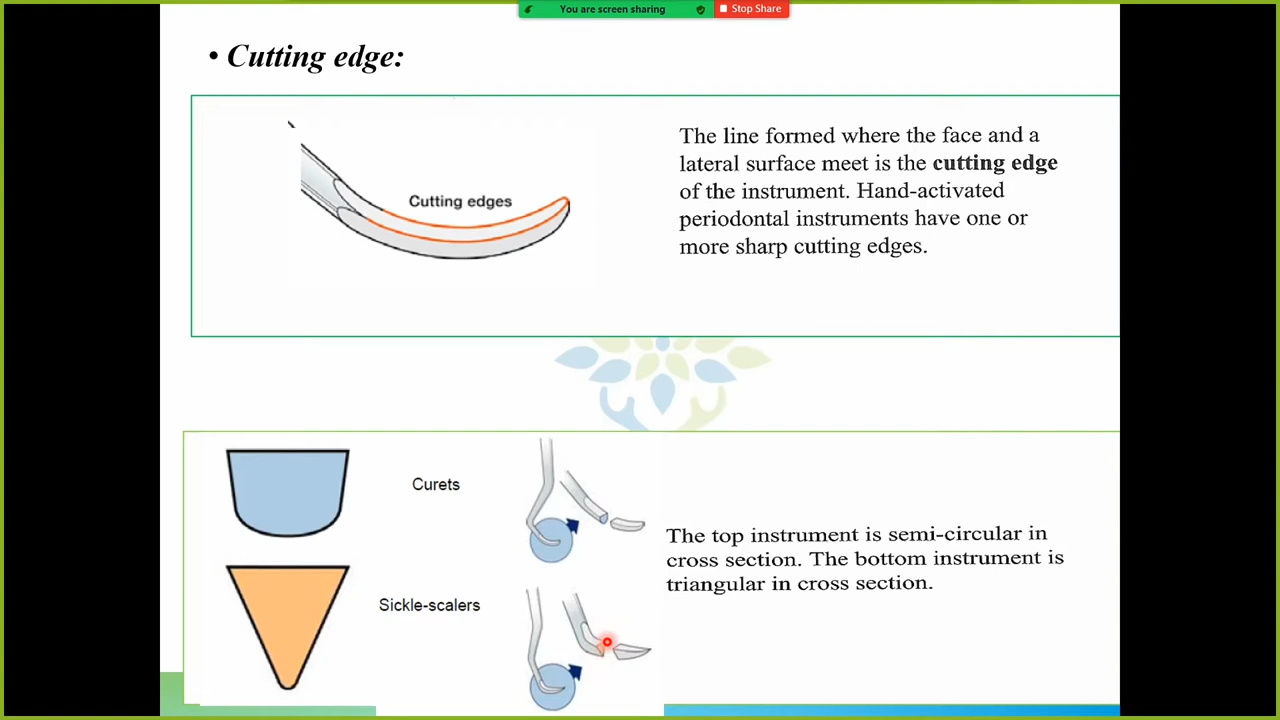 You are screen sharing
Stop Share
• Cutting edge:
Cutting edges
The line formed where the face and a
lateral surface meet is the cutting edge
of the instrument. Hand-activated
periodontal instruments have one or
more sharp cutting edges.
Curets
Sickle-scalers
The top instrument is semi-circular in
cross section. The bottom instrument is
triangular in cross section.